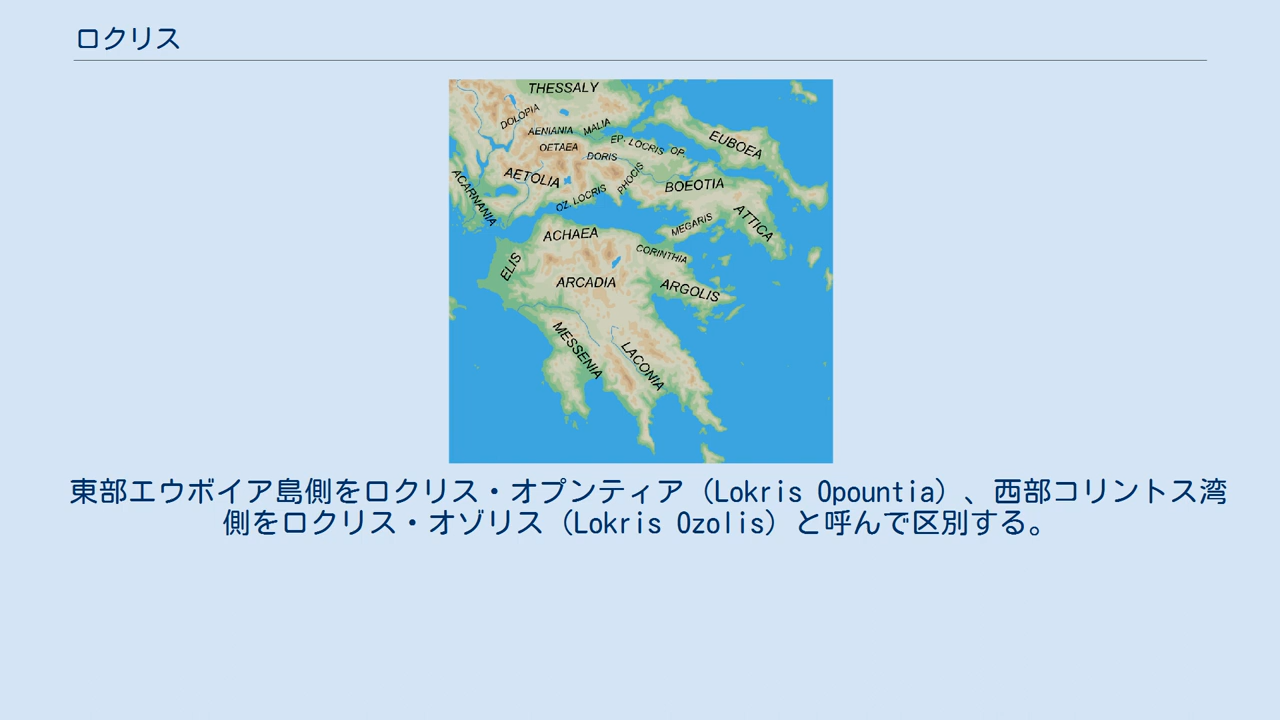 ロクリス
THESSALY
DOLOPIA
AENIANIA MALIA
EP. LOCRIS OP.
EUBOEA
OETAEA
DORIS
AETOLIA
PHOCIS
BOEOTIA
ACARNANIA
OZ. LOCRIS
ATTICA
MEGARIS
ACHAEA
CORINTHIA
ELIS
ARCADIA
ARGOLIS
MESSENIA
LACONIA
東部エウボイア島側をロクリス・オプンティア（Lokris Opountia）、西部コリントス湾
側をロクリス・オゾリス（Lokris Ozolis）と呼んで区別する。